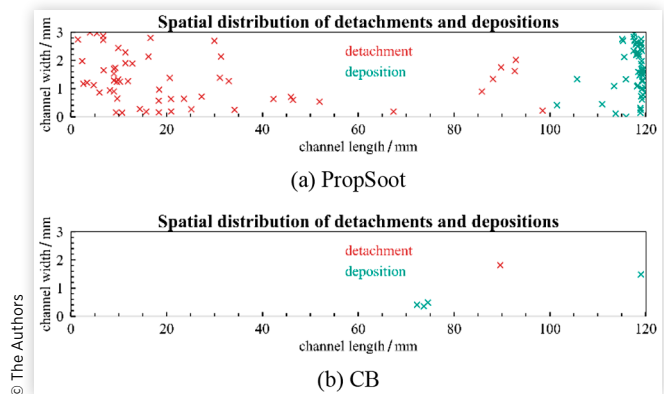 Spatial distribution of detachments and depositions
channel width / mm
3
2
1
0
detachment
deposition
0 20 40 60 80 100 120
channel length / mm
(a) PropSoot
Spatial distribution of detachments and depositions
channel width / mm
3
2
1
0
detachment
deposition
0 20 40 60 80 100 120
channel length / mm
(b) CB
© The Authors